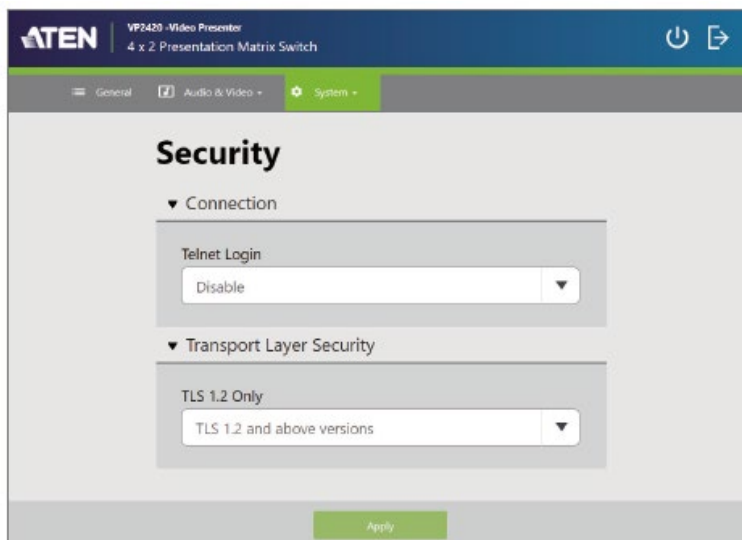 ATEN
VP2420 -Video Presenter
4 x 2 Presentation Matrix Switch
General
Audio & Video
System
Security
Connection
Telnet Login
Disable
Transport Layer Security
TLS 1.2 Only
TLS 1.2 and above versions
Apply